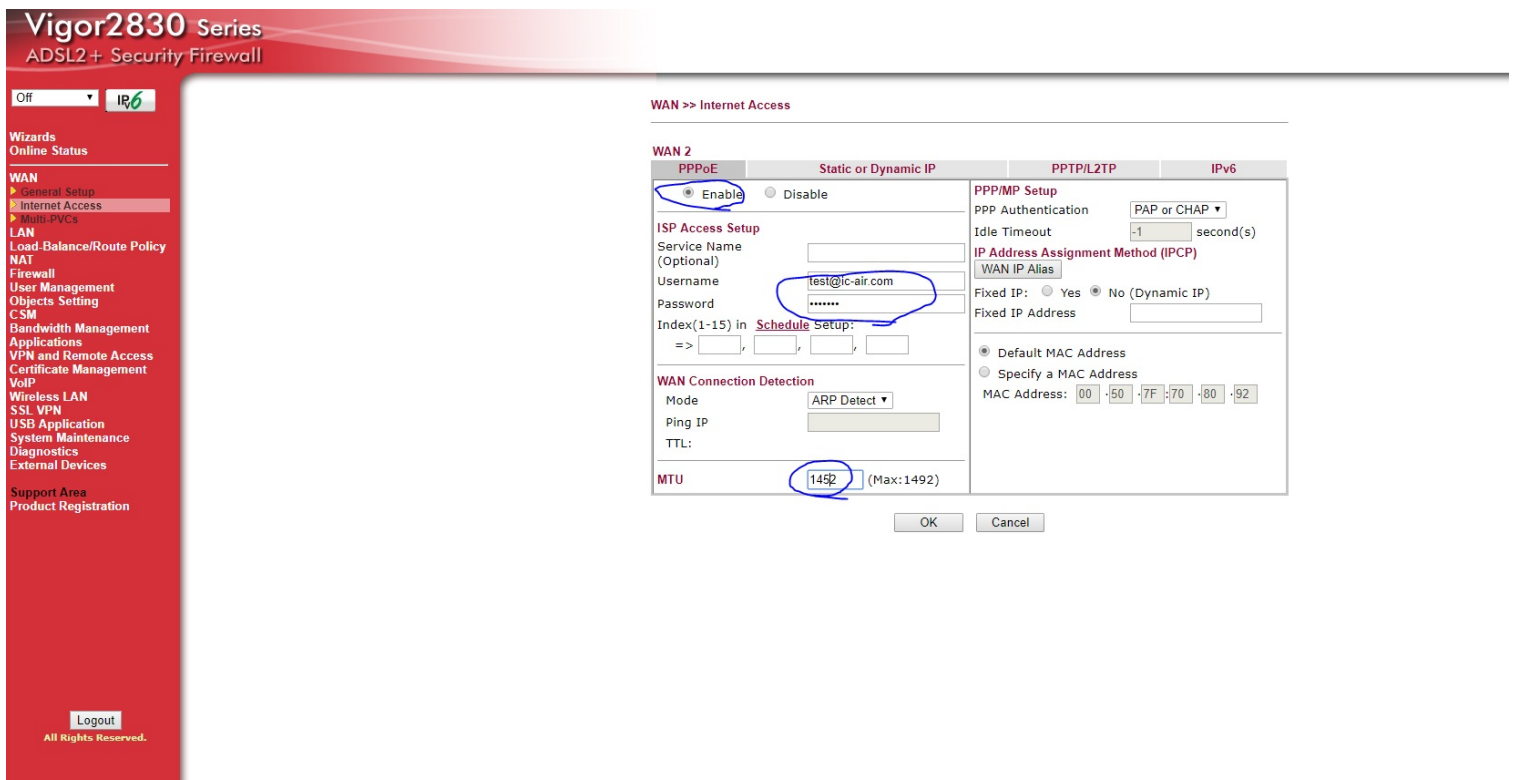 Vigor2830 Series
ADSL2+ Security Firewall
Off
IPv6
Wizards
Online Status
WAN
General Setup
Internet Access
Multi-PVCs
LAN
Load-Balance/Route Policy
NAT
Firewall
User Management
Objects Setting
CSM
Bandwidth Management
Applications
VPN and Remote Access
Certificate Management
VoIP
Wireless LAN
SSL VPN
USB Application
System Maintenance
Diagnostics
External Devices
Support Area
Product Registration
Logout
All Rights Reserved.
WAN >> Internet Access
WAN 2
PPPoE Static or Dynamic IP PPTP/L2TP IPv6
Enable Disable
ISP Access Setup
Service Name
(Optional)
Username test@ic-air.com
Password •••••••
Index(1-15) in Schedule Setup:
=> , , ,
WAN Connection Detection
Mode ARP Detect
Ping IP
TTL:
MTU 1452 (Max:1492)
PPP/MP Setup
PPP Authentication PAP or CHAP
Idle Timeout -1 second(s)
IP Address Assignment Method (IPCP)
WAN IP Alias
Fixed IP: Yes No (Dynamic IP)
Fixed IP Address
Default MAC Address
Specify a MAC Address
MAC Address: 00 .50 .7F :70 .80 .92
OK Cancel